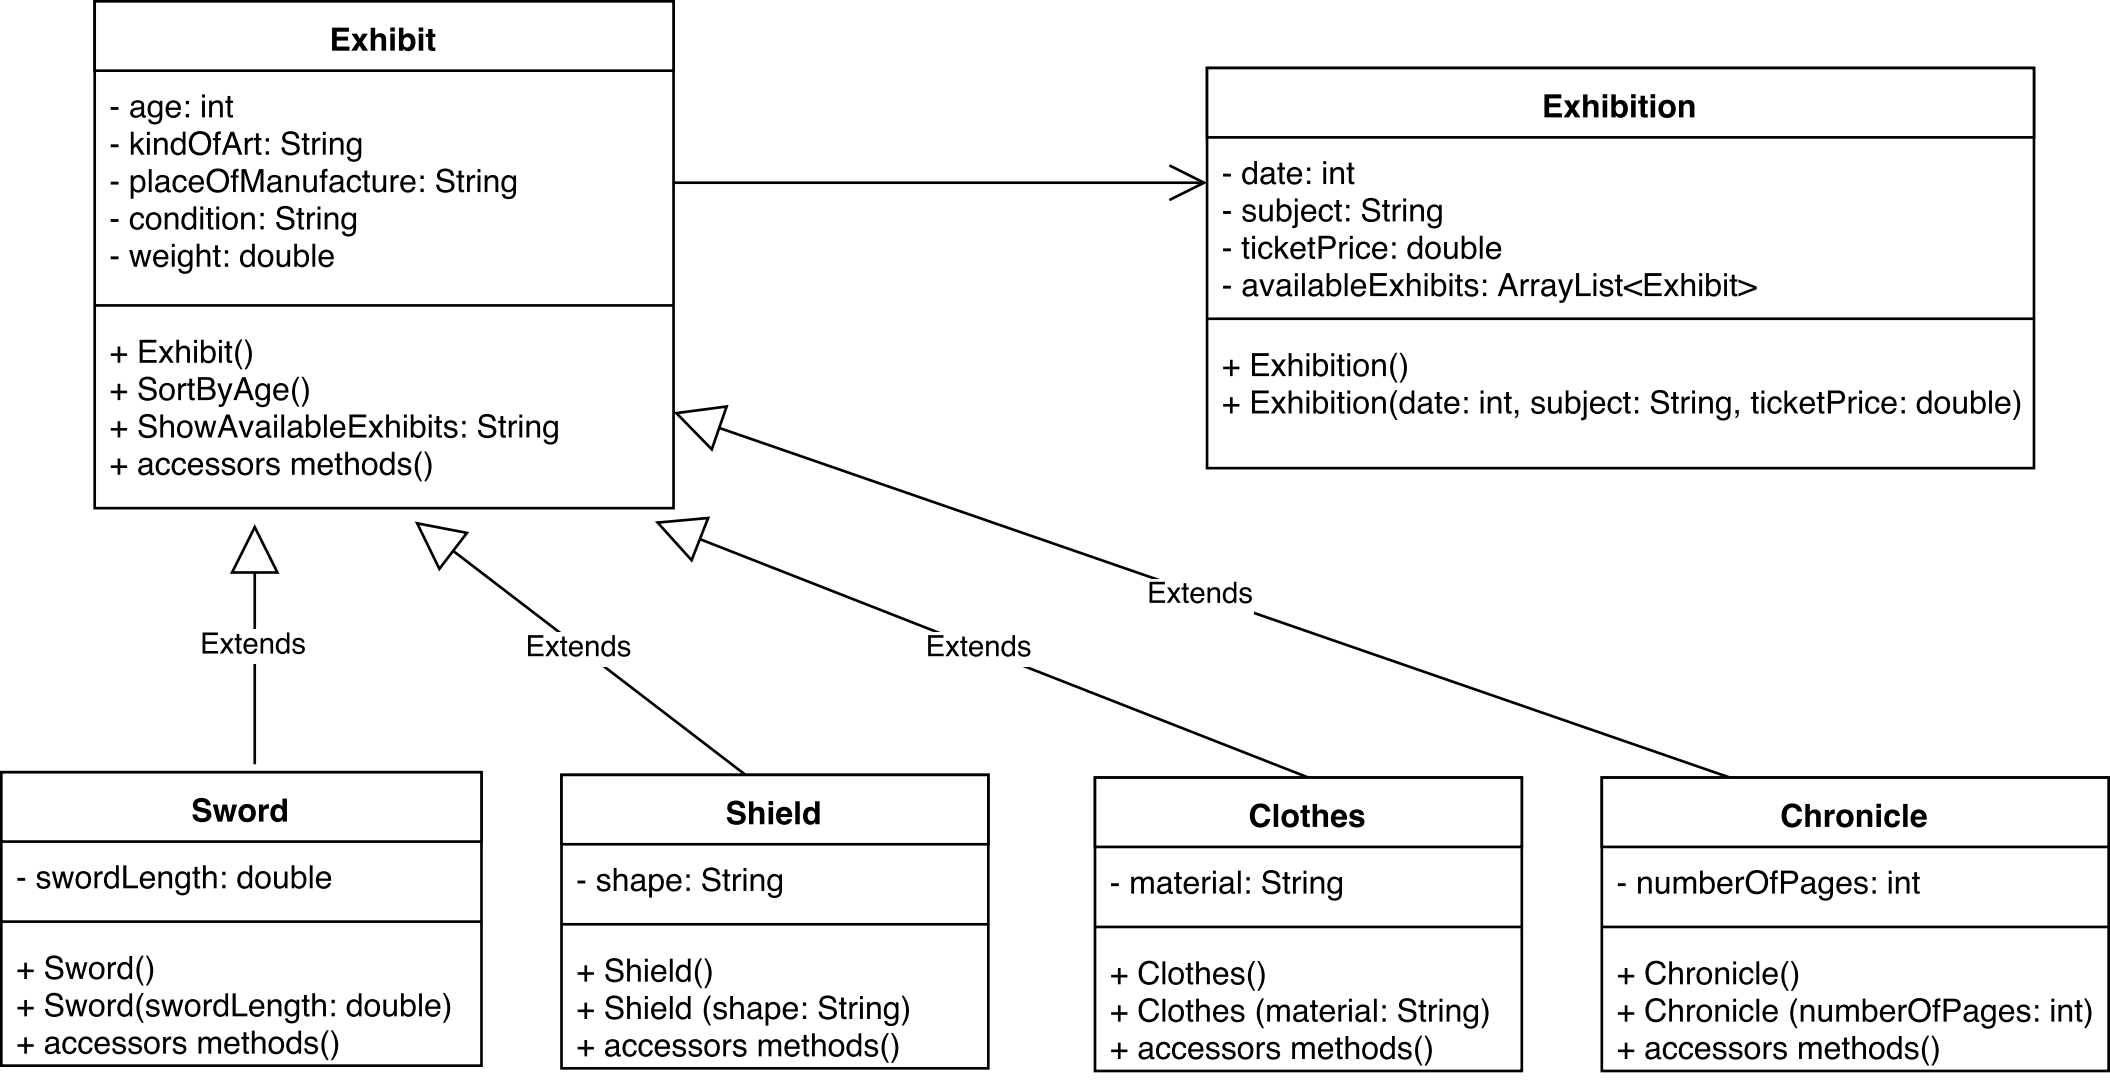 Exhibit
- age: int
- kindOfArt: String
- placeOfManufacture: String
- condition: String
- weight: double
+ Exhibit()
+ SortByAge()
+ ShowAvailableExhibits: String
+ accessors methods()
Exhibition
- date: int
- subject: String
- ticketPrice: double
- availableExhibits: ArrayList<Exhibit>
+ Exhibition()
+ Exhibition(date: int, subject: String, ticketPrice: double)
Extends
Extends
Extends
Extends
Sword
- swordLength: double
+ Sword()
+ Sword(swordLength: double)
+ accessors methods()
Shield
- shape: String
+ Shield()
+ Shield (shape: String)
+ accessors methods()
Clothes
- material: String
+ Clothes()
+ Clothes (material: String)
+ accessors methods()
Chronicle
- numberOfPages: int
+ Chronicle()
+ Chronicle (numberOfPages: int)
+ accessors methods()